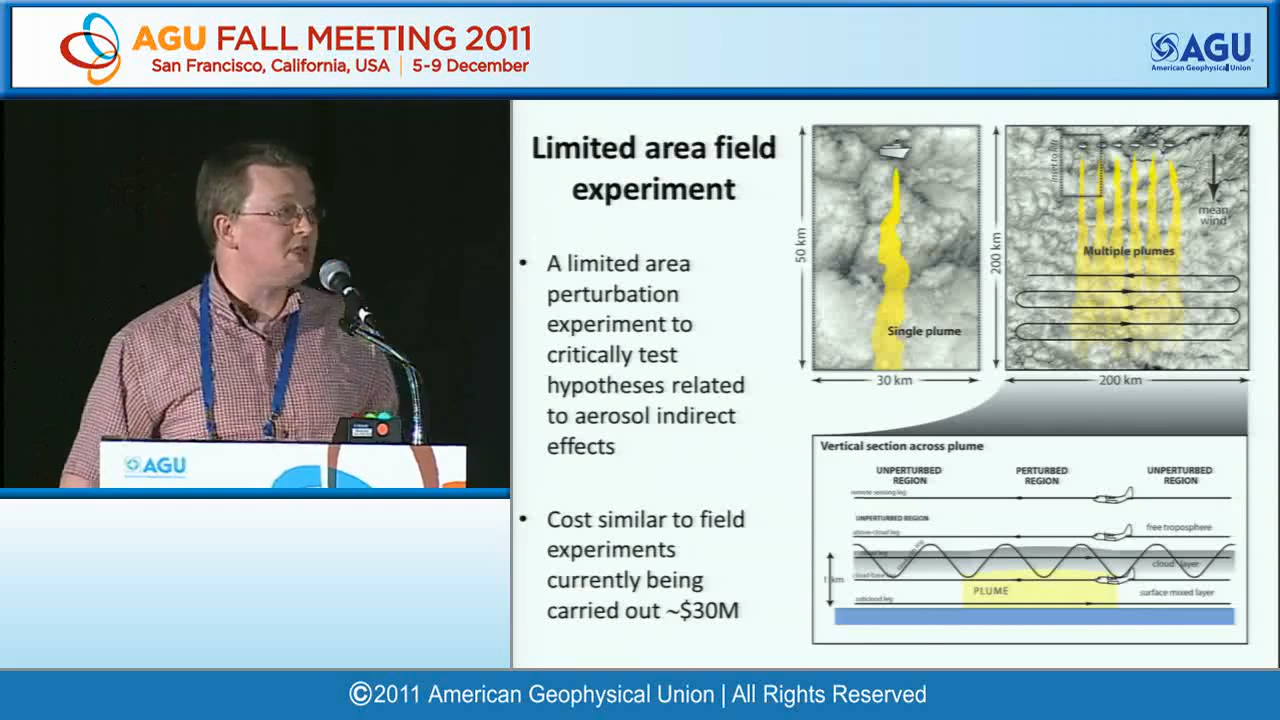 AGU FALL MEETING 2011
San Francisco, California, USA | 5-9 December
AGU
American Geophysical Union
AGU
Limited area field
experiment
• A limited area
perturbation
experiment to
critically test
hypotheses related
to aerosol indirect
effects
• Cost similar to field
experiments
currently being
carried out ~$30M
50 km
Single plume
30 km
200 km
mean
wind
Multiple plumes
200 km
Vertical section across plume
UNPERTURBED
REGION
PERTURBED
REGION
UNPERTURBED
REGION
remote sensing leg
UNPERTURBED REGION
above-cloud leg
free troposphere
cloud layer
cloud-base leg
PLUME
surface mixed layer
subcloud leg
©2011 American Geophysical Union | All Rights Reserved